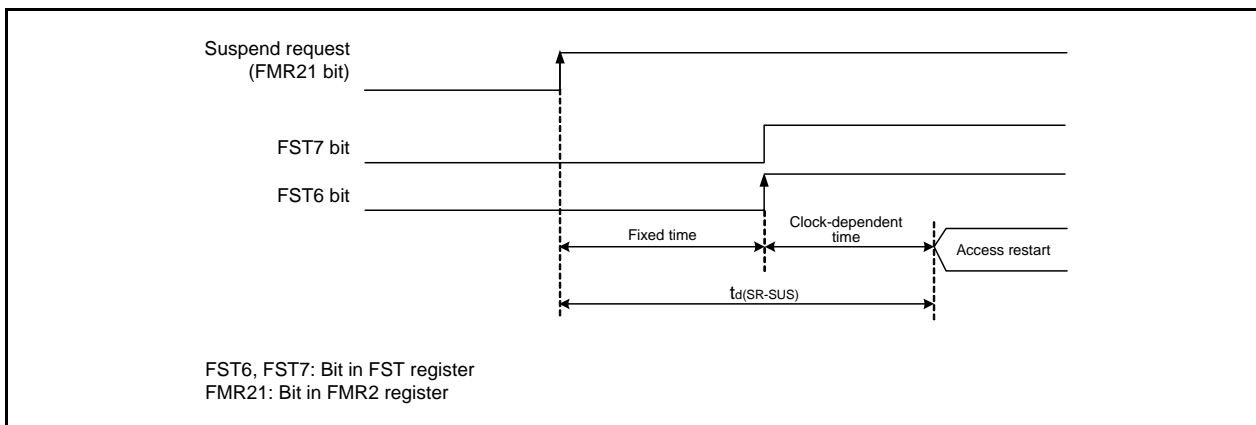 Suspend request
(FMR21 bit)
FST7 bit
FST6 bit
Fixed time
Clock-dependent
time
Access restart
td(SR-SUS)
FST6, FST7: Bit in FST register
FMR21: Bit in FMR2 register